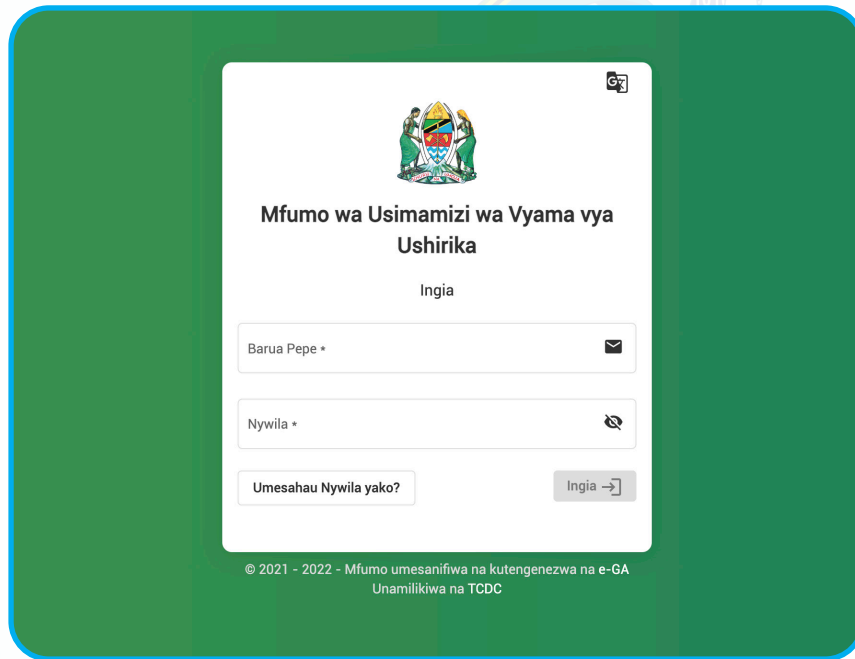 Mfumo wa Usimamizi wa Vyama vya
Ushirika
Ingia
Barua Pepe *
Nywila *
Umesahau Nywila yako?
Ingia
© 2021 - 2022 - Mfumo umesanifiwa na kutengenezwa na e-GA
Unamilikiwa na TCDC